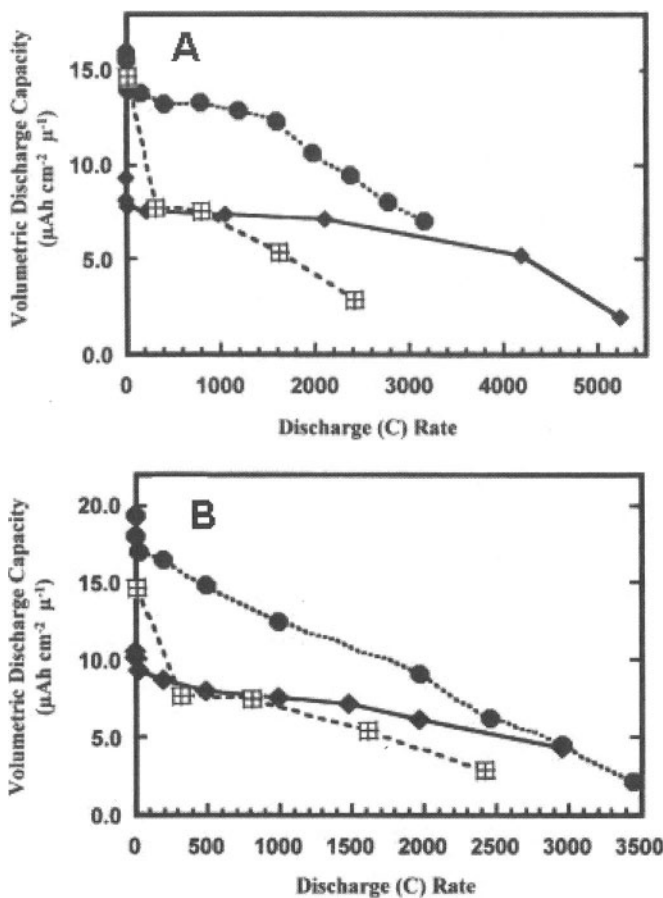 A
Volumetric Discharge Capacity
(µAh cm⁻² µ⁻¹)
15.0
10.0
5.0
0.0
0 1000 2000 3000 4000 5000
Discharge (C) Rate
B
Volumetric Discharge Capacity
(µAh cm⁻² µ⁻¹)
20.0
15.0
10.0
5.0
0.0
0 500 1000 1500 2000 2500 3000 3500
Discharge (C) Rate